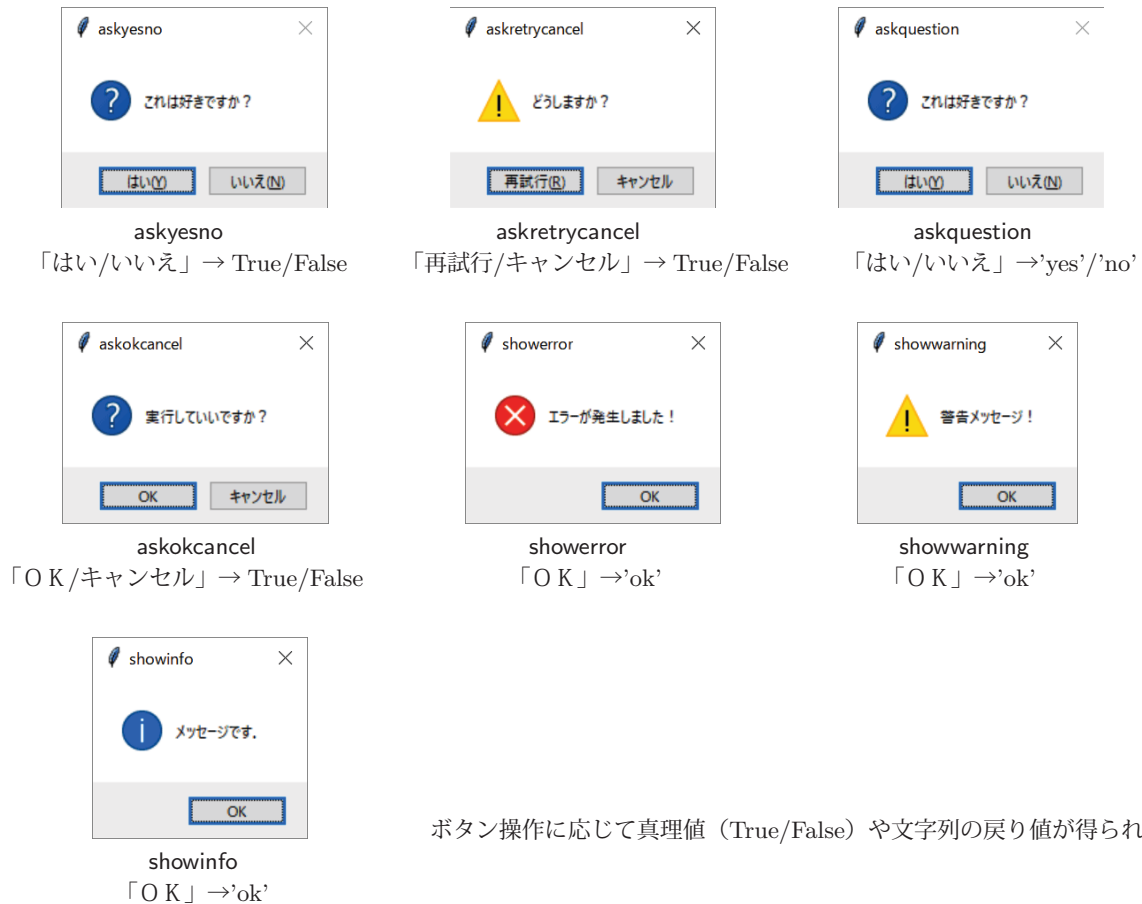 askyesno
これは好きですか？
はい(Y) いいえ(N)
askyesno
「はい/いいえ」→ True/False
askretrycancel
どうしますか？
再試行(R) キャンセル
askretrycancel
「再試行/キャンセル」→ True/False
askquestion
これは好きですか？
はい(Y) いいえ(N)
askquestion
「はい/いいえ」→'yes'/'no'
askokcancel
実行していいですか？
OK キャンセル
askokcancel
「ＯＫ/キャンセル」→ True/False
showerror
エラーが発生しました！
OK
showerror
「ＯＫ」→'ok'
showwarning
警告メッセージ！
OK
showwarning
「ＯＫ」→'ok'
showinfo
メッセージです．
OK
showinfo
「ＯＫ」→'ok'
ボタン操作に応じて真理値（True/False）や文字列の戻り値が得られ